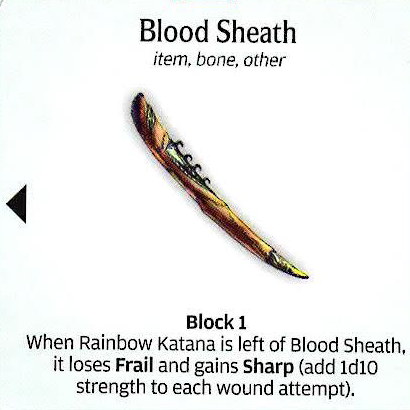 Blood Sheath
item, bone, other
Block 1
When Rainbow Katana is left of Blood Sheath,
it loses Frail and gains Sharp (add 1d10
strength to each wound attempt).